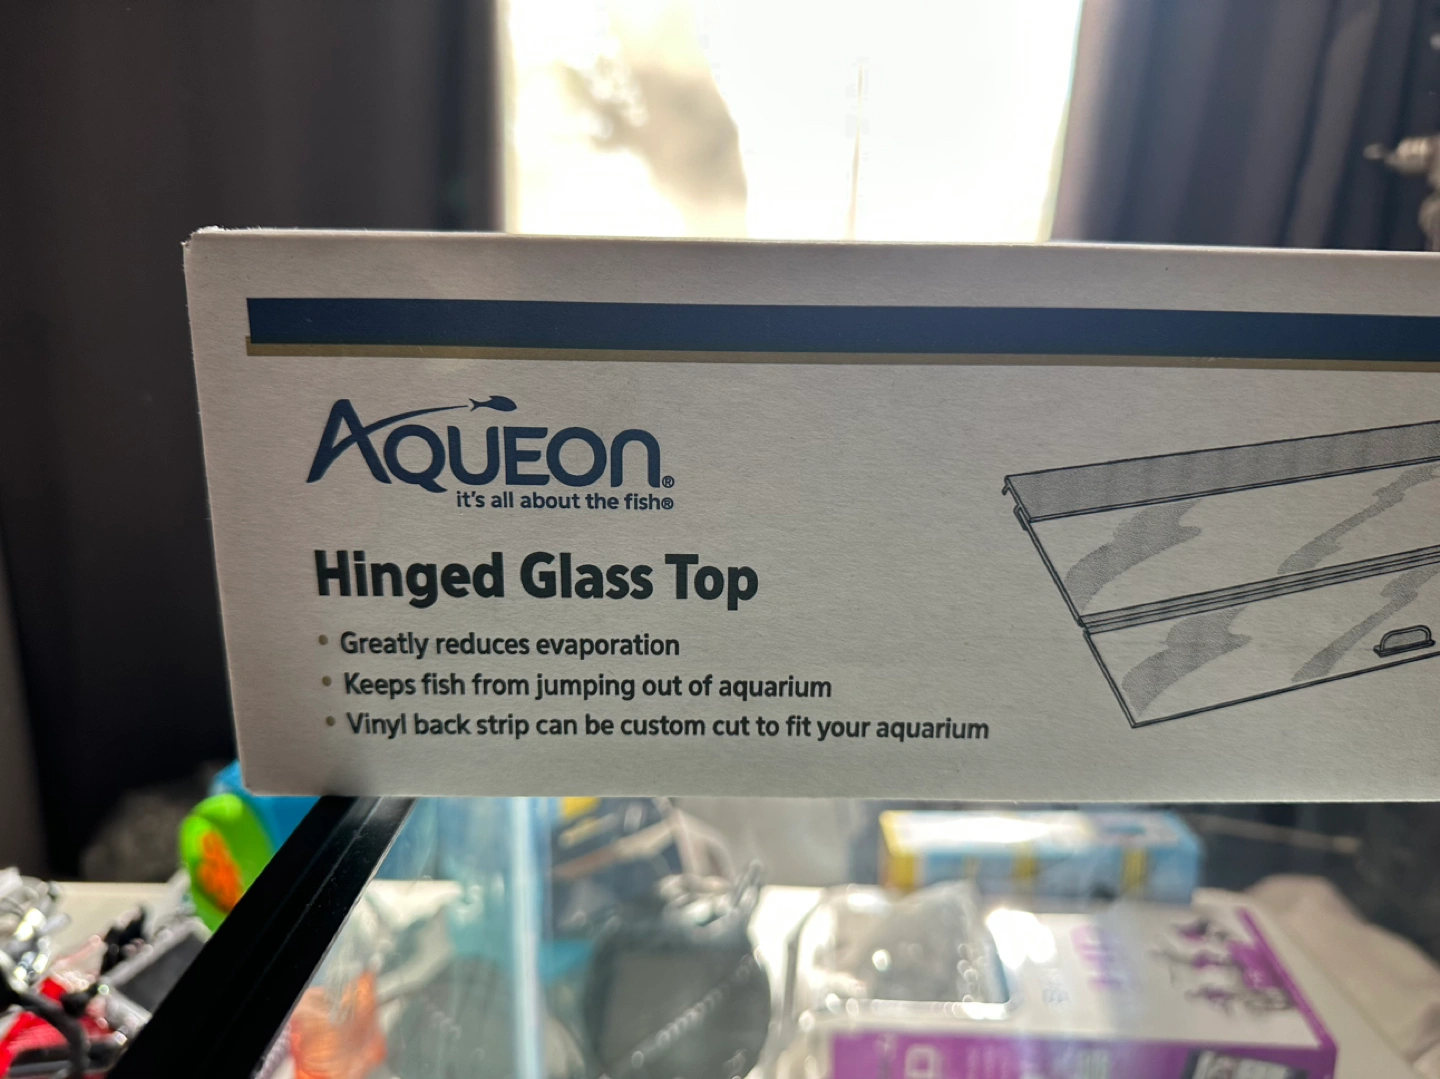 AQUEON®
it's all about the fish®
Hinged Glass Top
• Greatly reduces evaporation
• Keeps fish from jumping out of aquarium
• Vinyl back strip can be custom cut to fit your aquarium